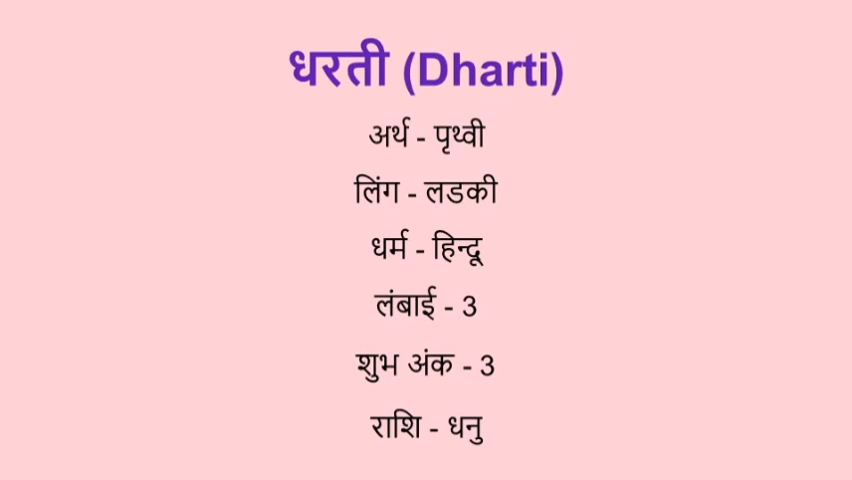 धरती (Dharti)
अर्थ - पृथ्वी
लिंग - लडकी
धर्म - हिन्दू
लंबाई - 3
शुभ अंक - 3
राशि - धनु